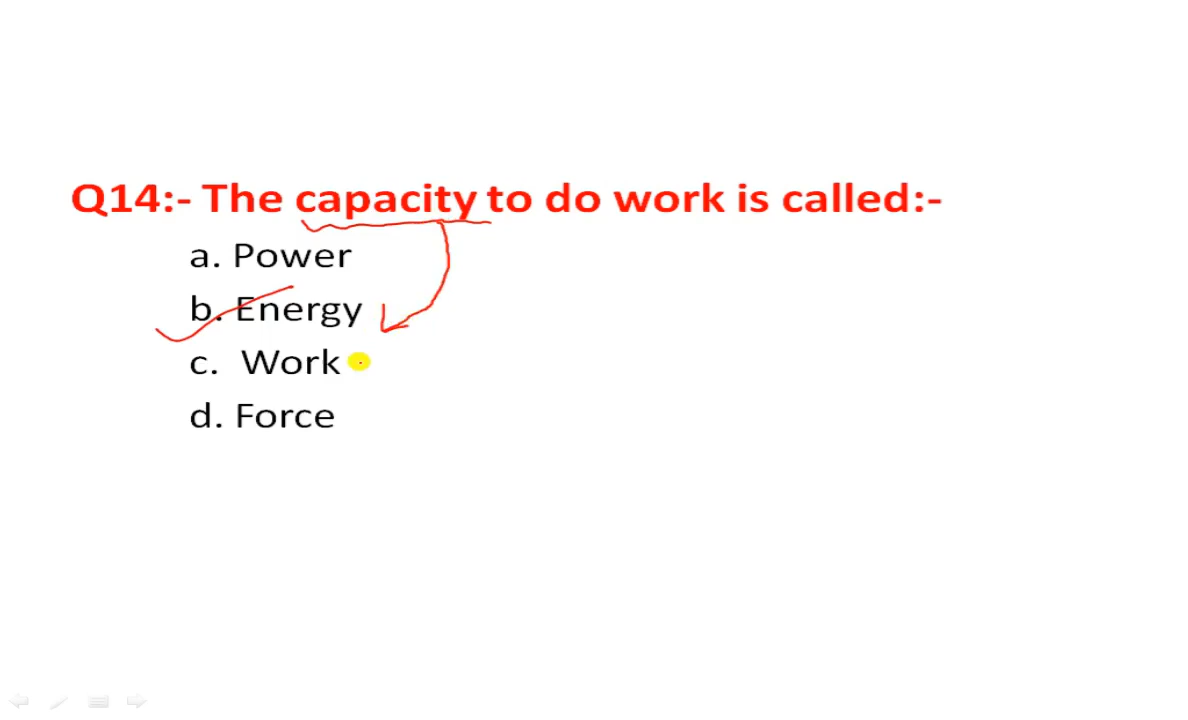 Q14:- The capacity to do work is called:-
a. Power
b. Energy
c. Work
d. Force